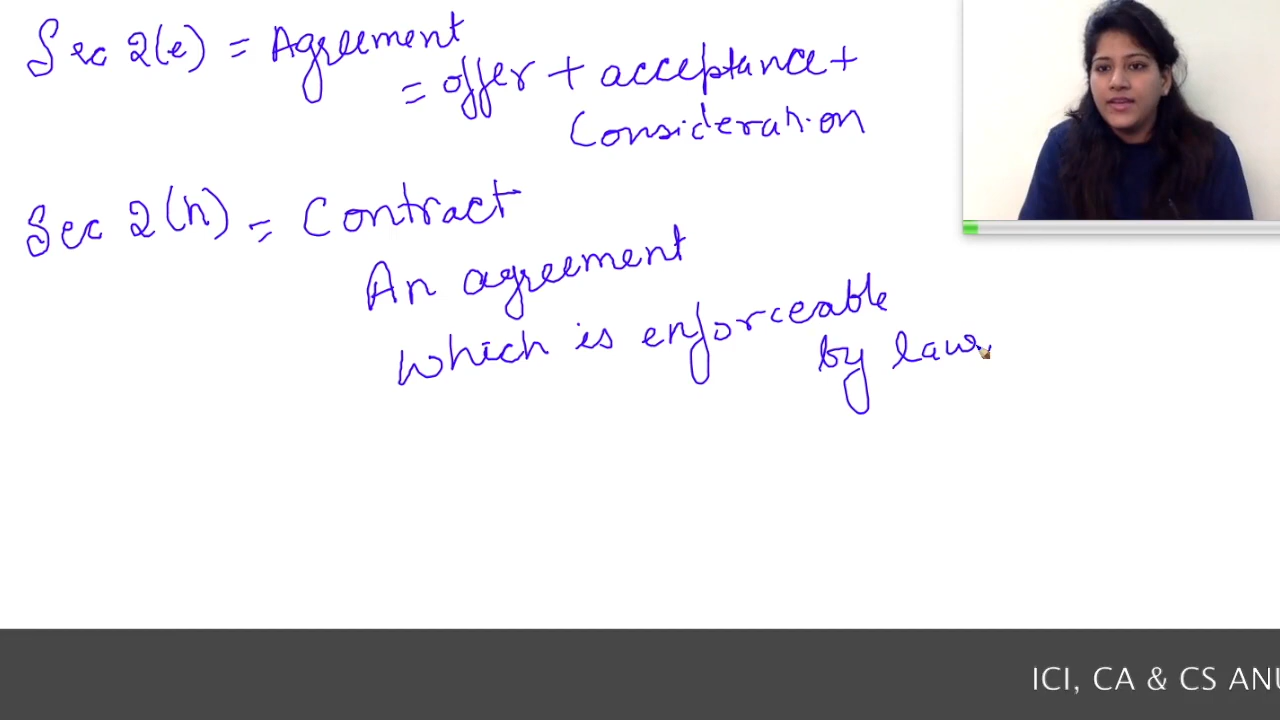 Sec 2(e) = Agreement
= offer + acceptance +
Consideration
Sec 2(h) = Contract
An agreement
which is enforceable
by law
ICI, CA & CS ANU